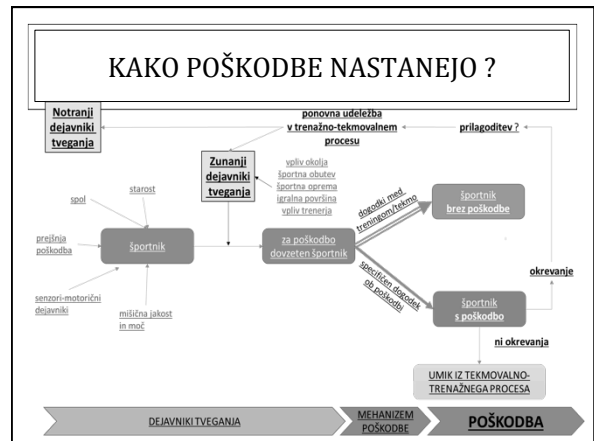 KAKO POŠKODBE NASTANEJO ?
Notranji
dejavniki
tveganja
ponovna udeležba
v trenažno-tekmovalnem
procesu
prilagoditev ?
Zunanji
dejavniki
tveganja
vpliv okolja
športna obutev
športna oprema
igralna površina
vpliv trenerja
starost
spol
prejšnja
poškodba
senzori-motorični
dejavniki
mišična jakost
in moč
športnik
za poškodbo
dovzeten športnik
dogodki med
treningom/tekmo
specifičen dogodek
ob poškodbi
športnik
brez poškodbe
okrevanje
športnik
s poškodbo
ni okrevanja
UMIK IZ TEKMOVALNO-
TRENAŽNEGA PROCESA
DEJAVNIKI TVEGANJA
MEHANIZEM
POŠKODBE
POŠKODBA